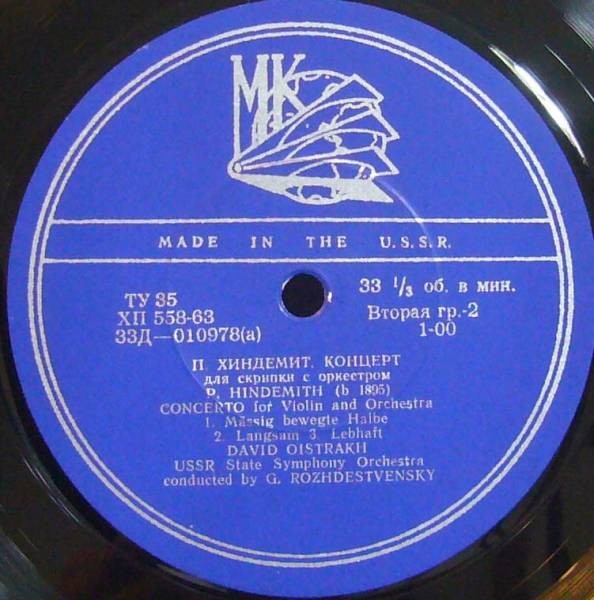 МК
MADE IN THE U.S.S.R.
ТУ 35
ХП 558-63
33Д—010978(а)
33 1/3 об. в мин.
Вторая гр.-2
1-00
П. ХИНДЕМИТ. КОНЦЕРТ
для скрипки с оркестром
P. HINDEMITH (b 1895)
CONCERTO for Violin and Orchestra
1. Mässig bewegte Halbe
2. Langsam 3. Lebhaft
DAVID OISTRAKH
USSR State Symphony Orchestra
conducted by G. ROZHDESTVENSKY